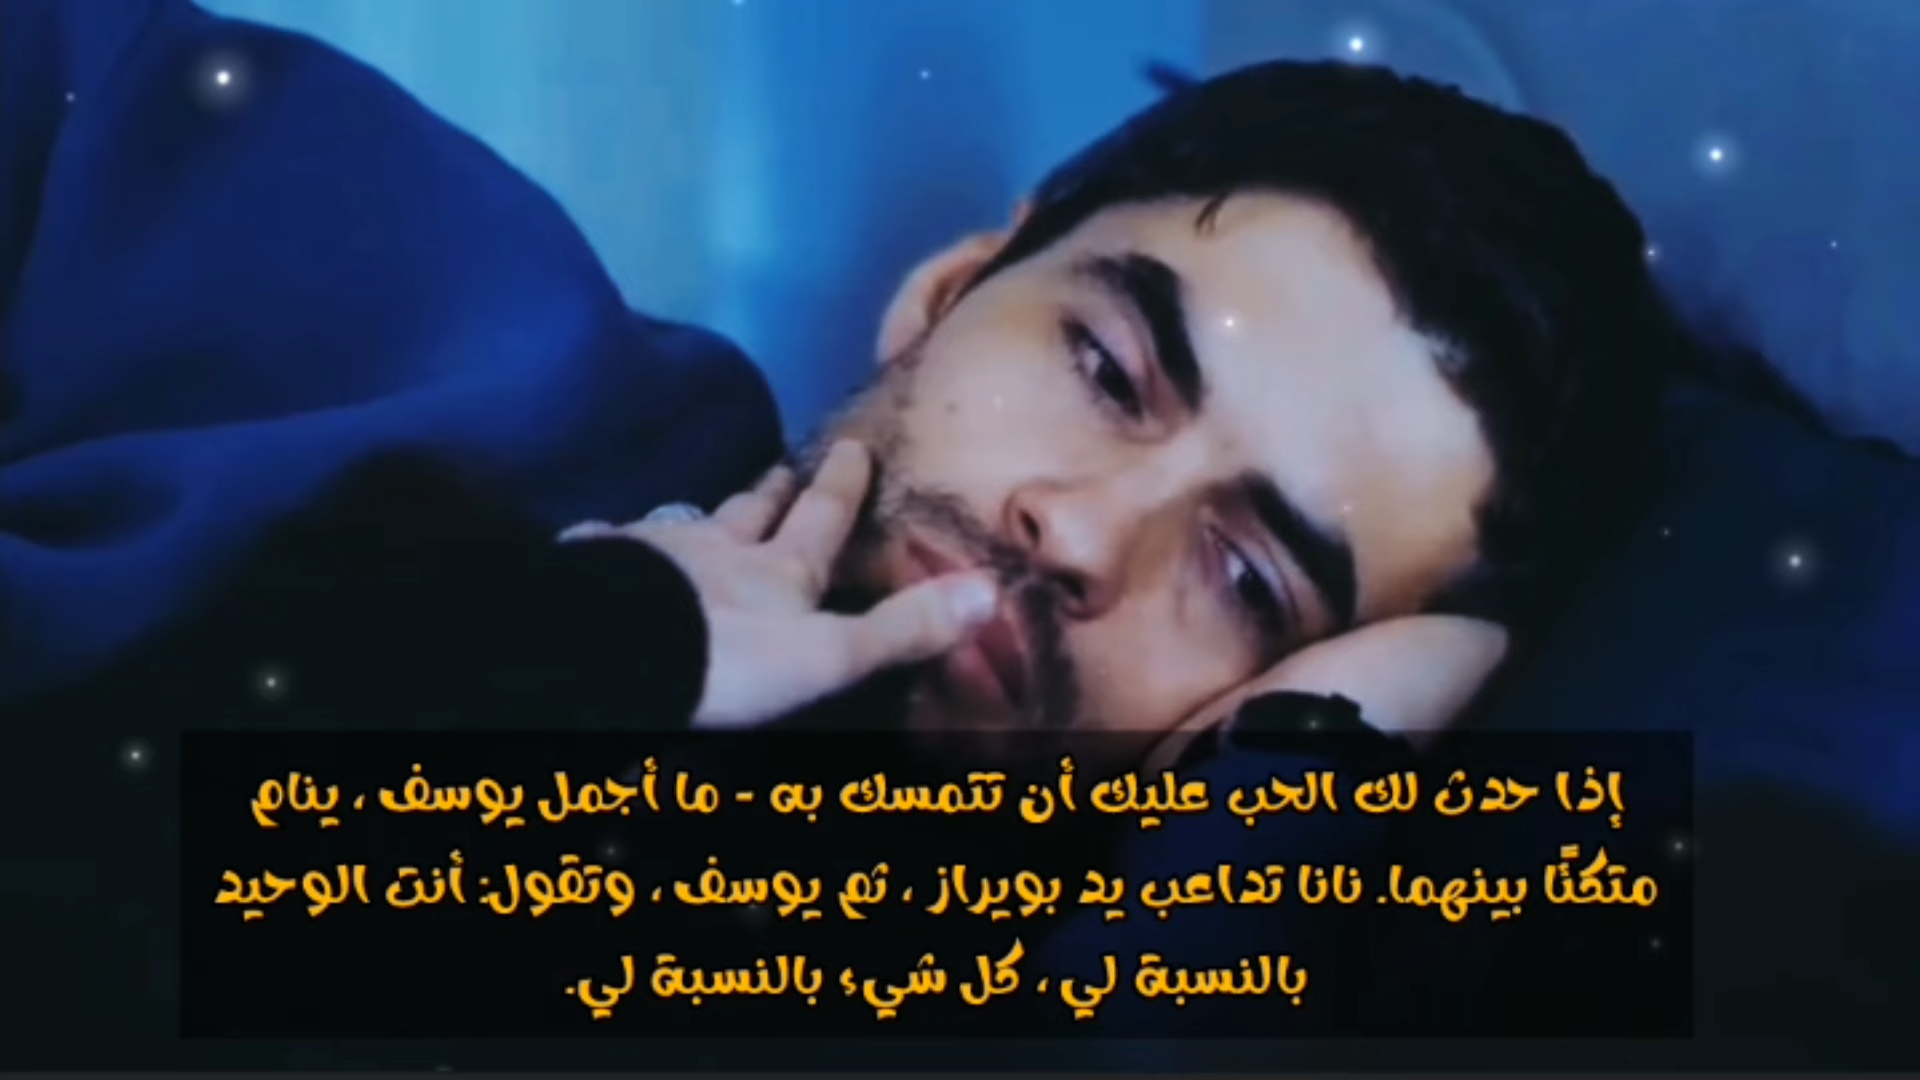 إذا حدث لك الحب عليك أن تتمسك به - ما أجمل يوسف ، ينام
متكئًا بينهما. نانا تداعب يد بويراز ، ثم يوسف ، وتقول: أنت الوحيد
بالنسبة لي ، كل شيء بالنسبة لي.